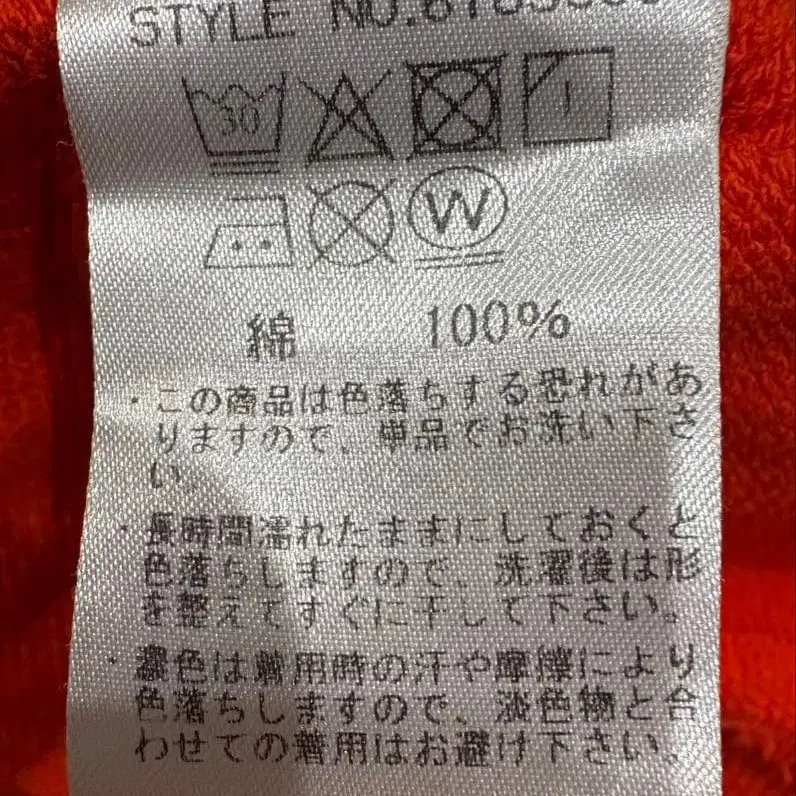 STYLE NO.
30
W
綿 100%
・この商品は色落ちする恐れがあ
りますので、単品でお洗い下さ
い。
・長時間濡れたままにしておくと
色落ちしますので、洗濯後は形
を整えてすぐに干して下さい。
・濃色は着用時の汗や摩擦により
色落ちしますので、淡色物と合
わせての着用はお避け下さい。